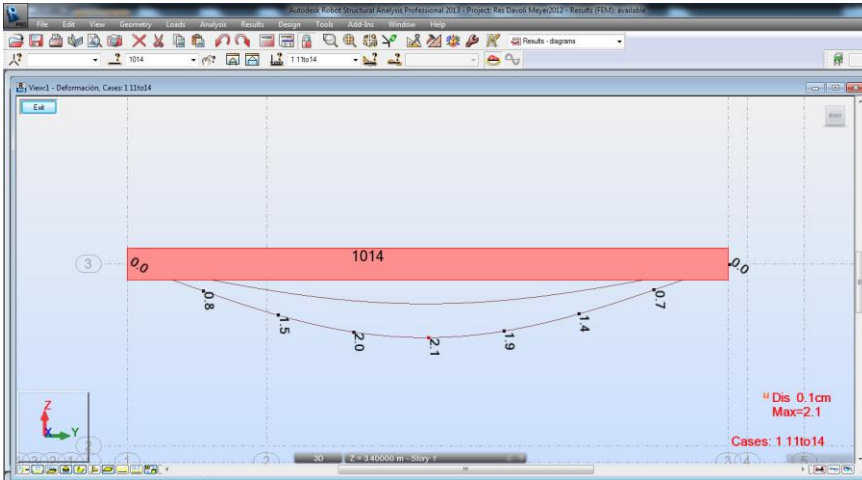 Autodesk Robot Structural Analysis Professional 2013 - Project: Res Davoli Meyer2012 - Results (FEM): available
File Edit View Geometry Loads Analysis Results Design Tools Add-Ins Window Help
Results - diagrams
1014 1 11to14
View:1 - Deformación, Cases: 1 11to14
Exit
3 0.0 1014 0.0
0.8 0.7
1.5 1.4
2.0 2.1 1.9
Dis 0.1cm
Max=2.1
Z
X Y
Cases: 1 11to14
2
1 2 3 4 5
3D Z = 3.40000 m - Story 1